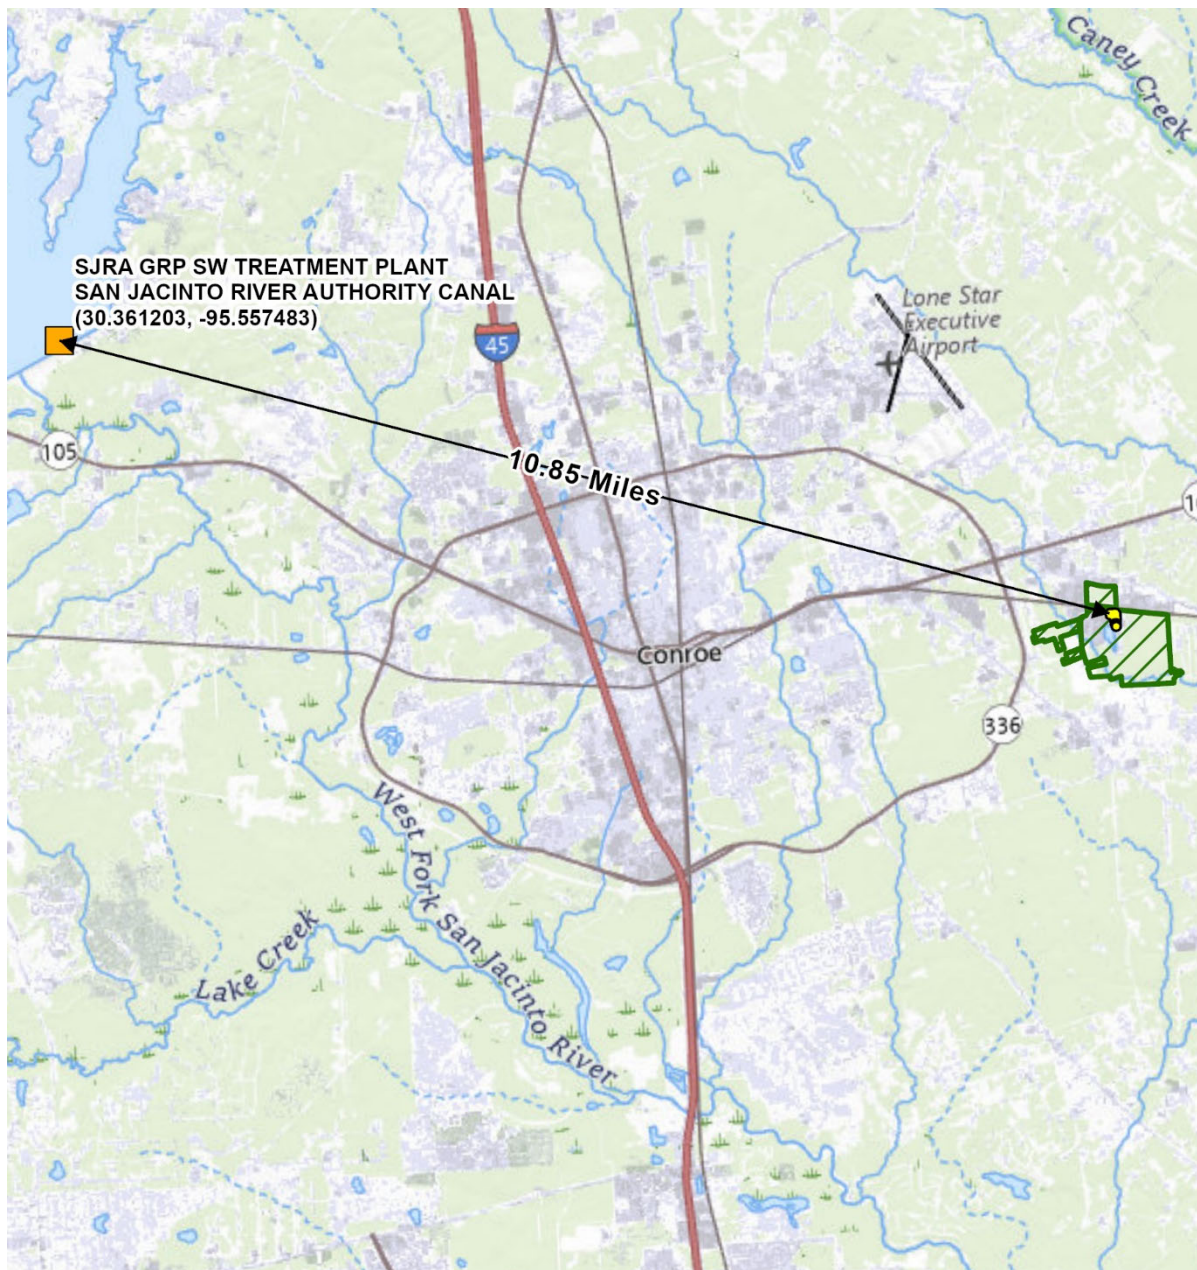 Caney Creek
SJRA GRP SW TREATMENT PLANT
SAN JACINTO RIVER AUTHORITY CANAL
(30.361203, -95.557483)
Lone Star
Executive
Airport
45
105
10.85 Miles
10
Conroe
336
West Fork San Jacinto River
Lake Creek